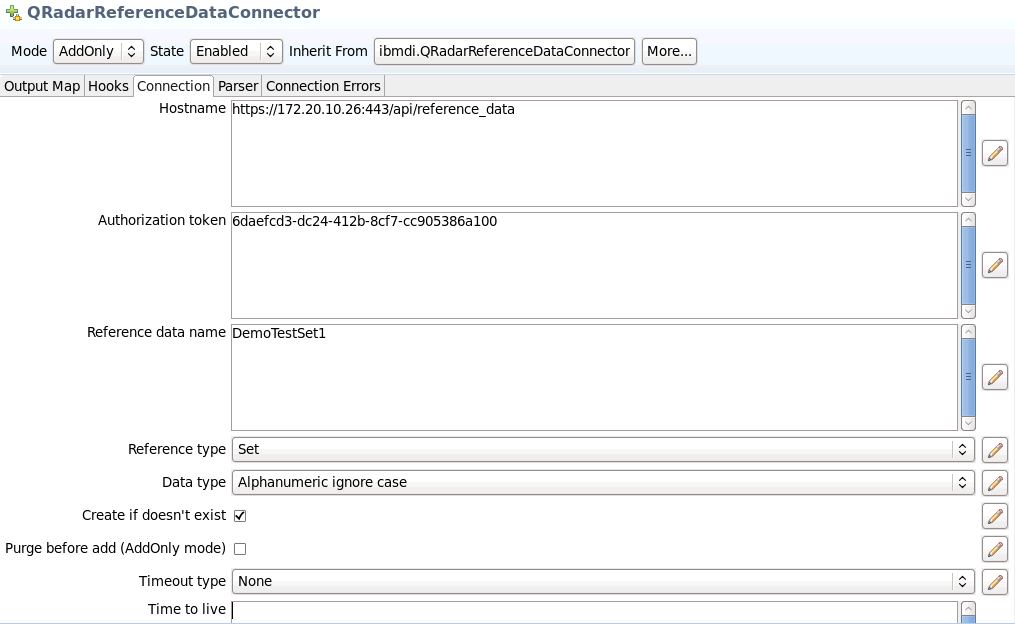 QRadarReferenceDataConnector
Mode AddOnly State Enabled Inherit From ibmdi.QRadarReferenceDataConnector More...
Output Map Hooks Connection Parser Connection Errors
Hostname https://172.20.10.26:443/api/reference_data
Authorization token 6daefcd3-dc24-412b-8cf7-cc905386a100
Reference data name DemoTestSet1
Reference type Set
Data type Alphanumeric ignore case
Create if doesn't exist
Purge before add (AddOnly mode)
Timeout type None
Time to live